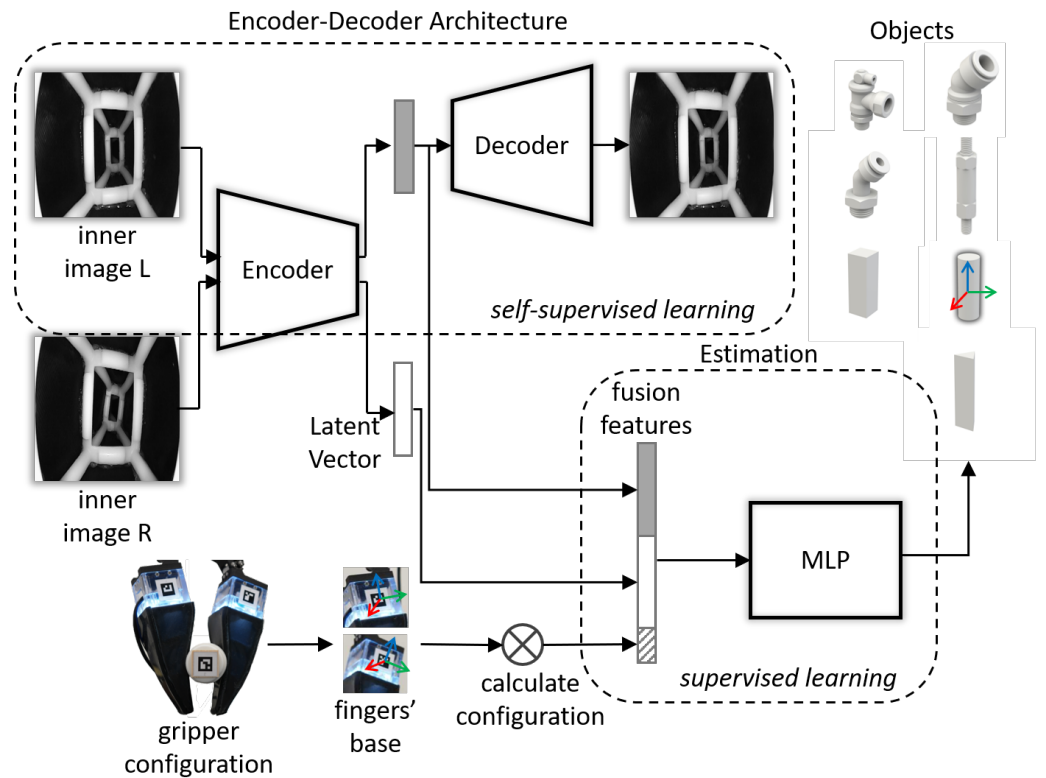 Encoder-Decoder Architecture
Objects
inner
image L
Encoder
Decoder
self-supervised learning
inner
image R
Latent
Vector
Estimation
fusion
features
MLP
supervised learning
gripper
configuration
fingers'
base
calculate
configuration